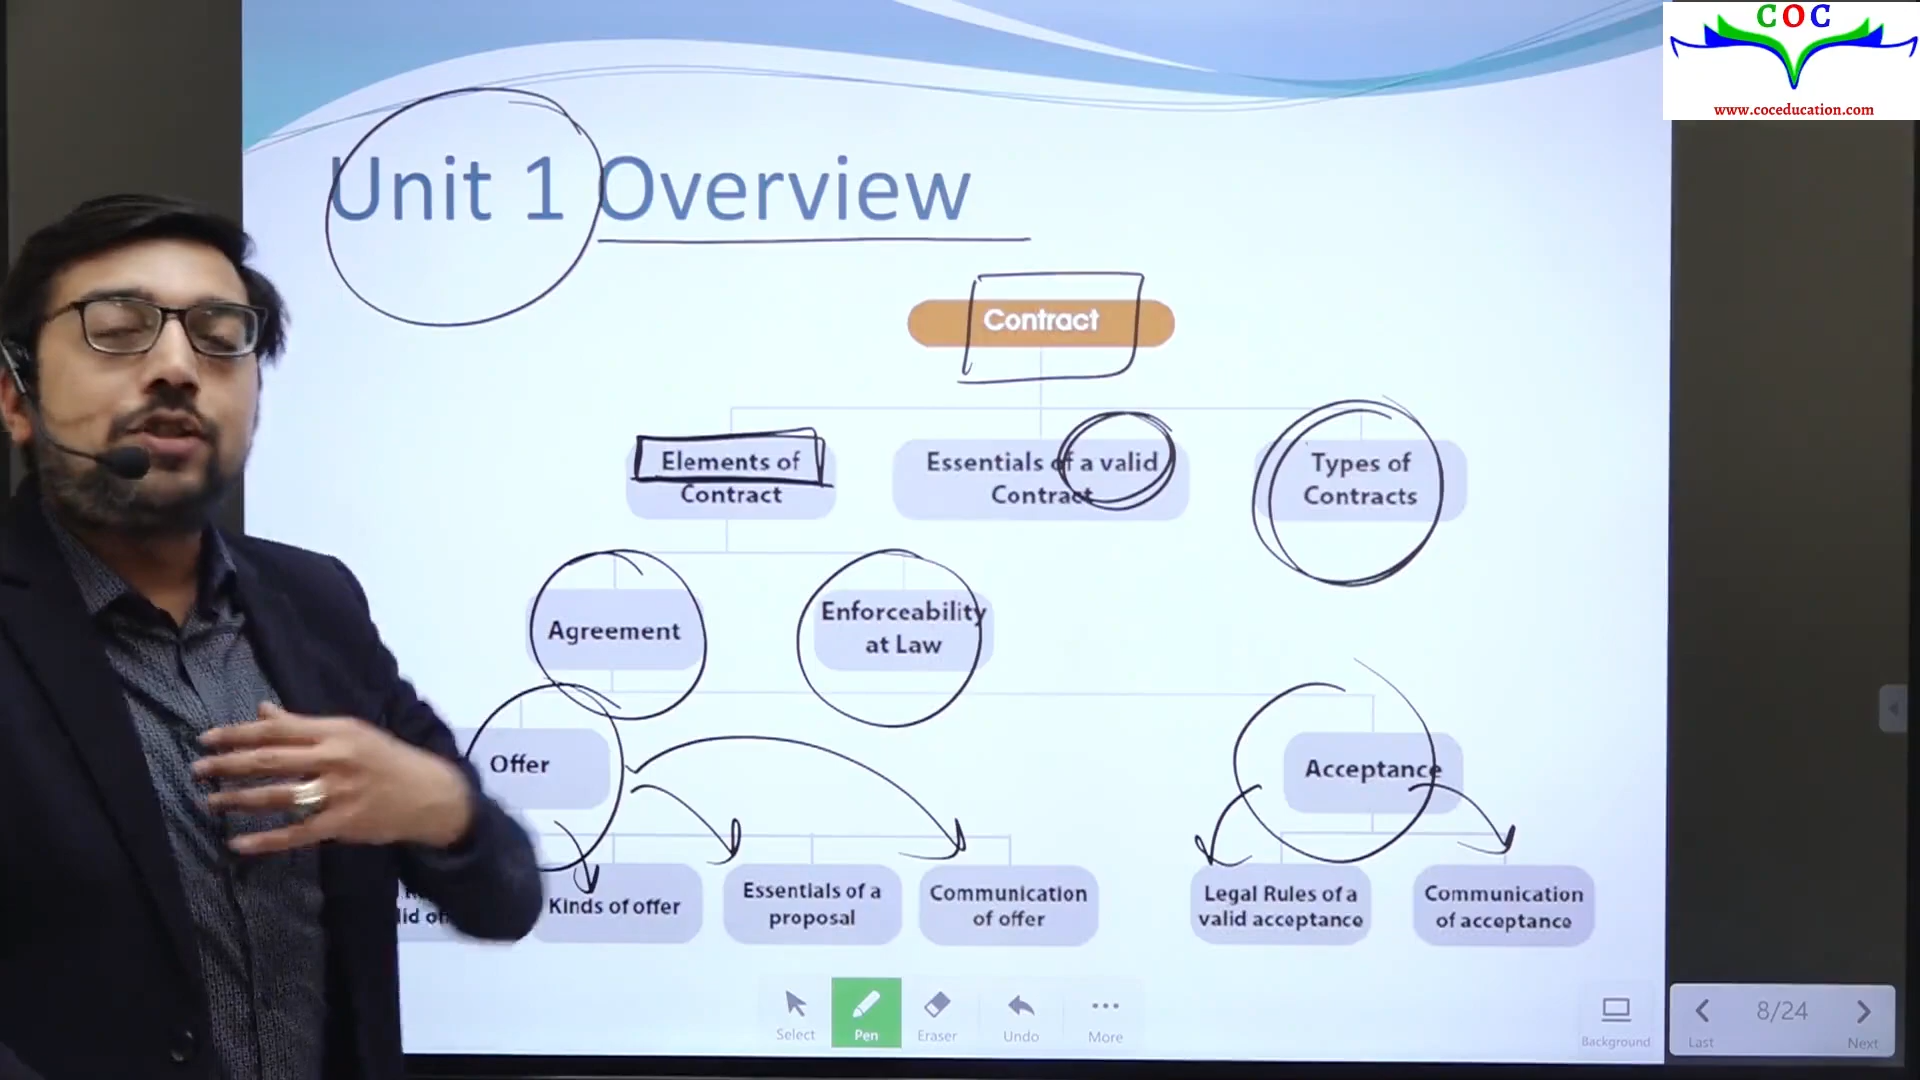 COC
www.coceducation.com
Unit 1 Overview
Contract
Elements of
Contract
Essentials of a valid
Contract
Types of
Contracts
Agreement
Enforceability
at Law
Offer
Acceptance
Kinds of offer
Essentials of a
proposal
Communication
of offer
Legal Rules of a
valid acceptance
Communication
of acceptance
Select
Pen
Eraser
Undo
More
Background
8/24
Last
Next